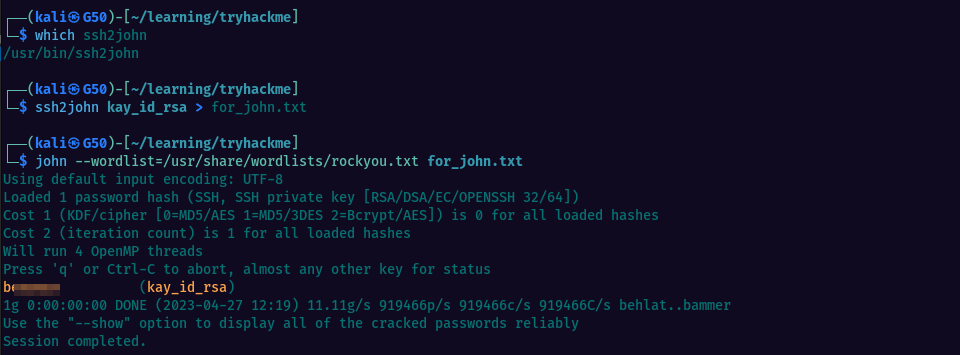 ┌──(kali㉿G50)-[~/learning/tryhackme]
└─$ which ssh2john
/usr/bin/ssh2john
┌──(kali㉿G50)-[~/learning/tryhackme]
└─$ ssh2john kay_id_rsa > for_john.txt
┌──(kali㉿G50)-[~/learning/tryhackme]
└─$ john --wordlist=/usr/share/wordlists/rockyou.txt for_john.txt
Using default input encoding: UTF-8
Loaded 1 password hash (SSH, SSH private key [RSA/DSA/EC/OPENSSH 32/64])
Cost 1 (KDF/cipher [0=MD5/AES 1=MD5/3DES 2=Bcrypt/AES]) is 0 for all loaded hashes
Cost 2 (iteration count) is 1 for all loaded hashes
Will run 4 OpenMP threads
Press 'q' or Ctrl-C to abort, almost any other key for status
(kay_id_rsa)
1g 0:00:00:00 DONE (2023-04-27 12:19) 11.11g/s 919466p/s 919466c/s 919466C/s behlat..bammer
Use the "--show" option to display all of the cracked passwords reliably
Session completed.